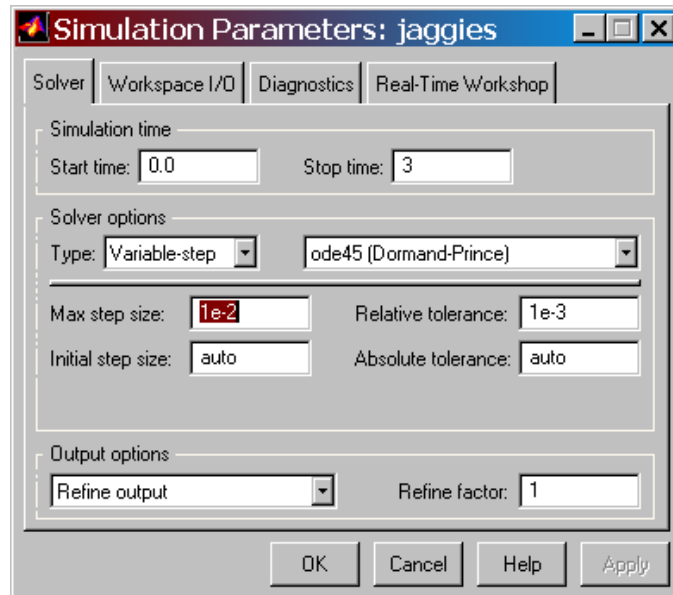 Simulation Parameters: jaggies
Solver Workspace I/O Diagnostics Real-Time Workshop
Simulation time
Start time: 0.0 Stop time: 3
Solver options
Type: Variable-step ode45 (Dormand-Prince)
Max step size: 1e-2 Relative tolerance: 1e-3
Initial step size: auto Absolute tolerance: auto
Output options
Refine output Refine factor: 1
OK Cancel Help Apply